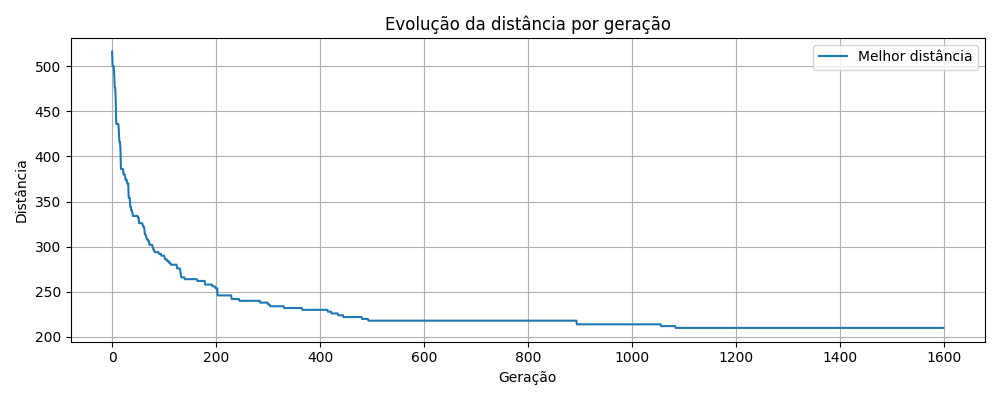 Evolução da distância por geração
Melhor distância
Distância
500
450
400
350
300
250
200
0 200 400 600 800 1000 1200 1400 1600
Geração